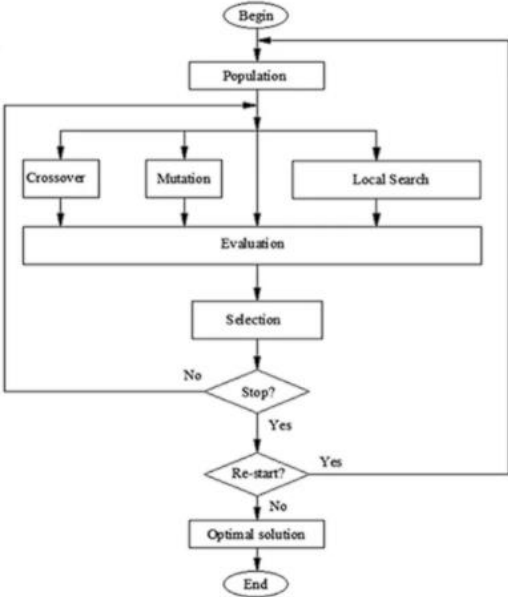 Begin
Population
Crossover
Mutation
Local Search
Evaluation
Selection
No
Stop?
Yes
Re-start?
Yes
No
Optimal solution
End